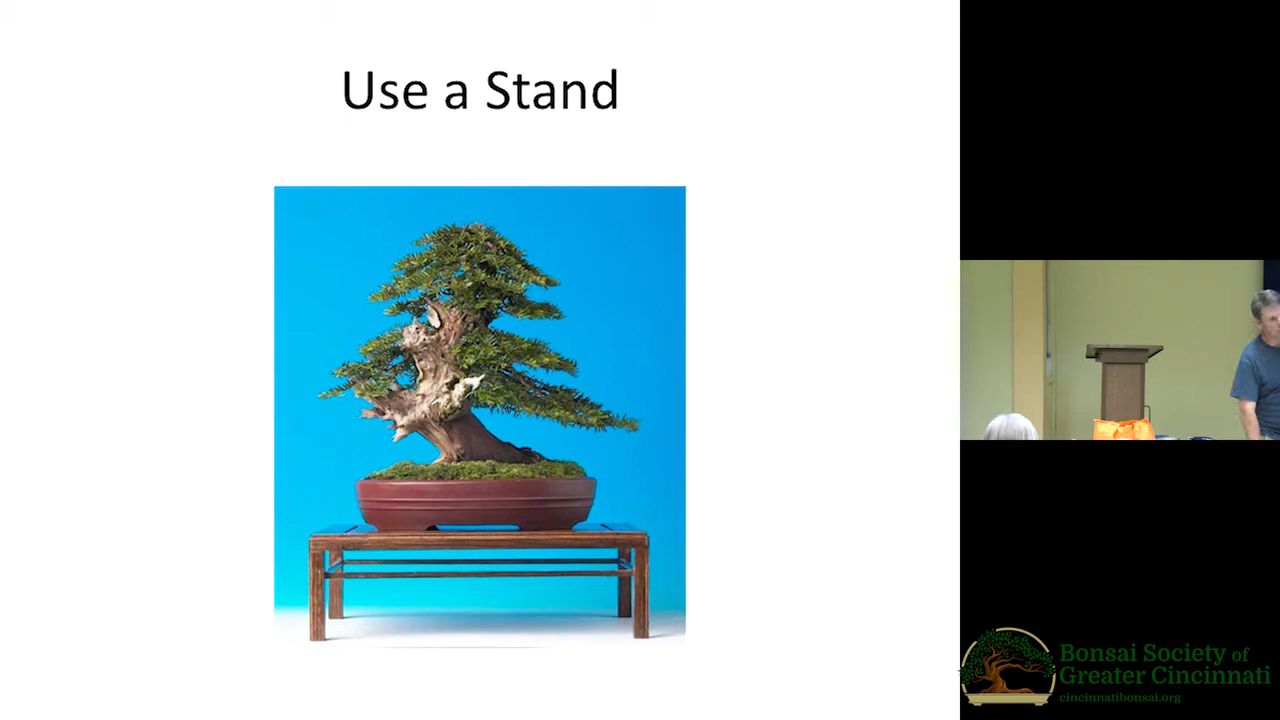 Use a Stand
Bonsai Society of
Greater Cincinnati
cincinnatibonsai.org